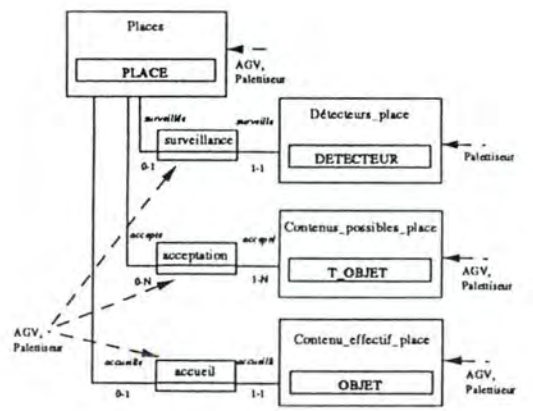 Places
PLACE
AGV,
Palettiseur
surveillée
surveille
surveillance
0-1
1-1
Détecteurs_place
DETECTEUR
Palettiseur
accepte
accepté
acceptation
0-N
1-N
Contenus_possibles_place
T_OBJET
AGV,
Palettiseur
AGV,
Palettiseur
accueille
accueilli
accueil
0-1
1-1
Contenu_effectif_place
OBJET
AGV,
Palettiseur